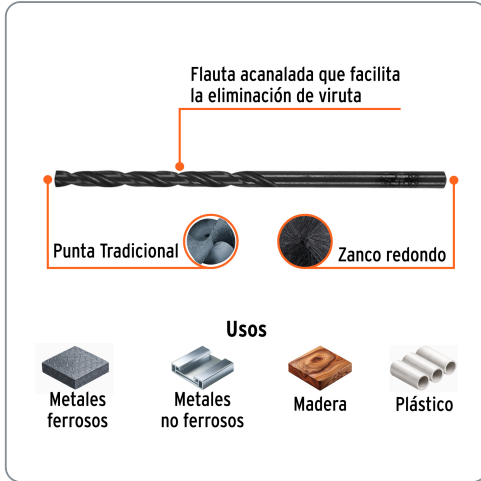 Flauta acanalada que facilita
la eliminación de viruta
Punta Tradicional
Zanco redondo
Usos
Metales
ferrosos
Metales
no ferrosos
Madera
Plástico